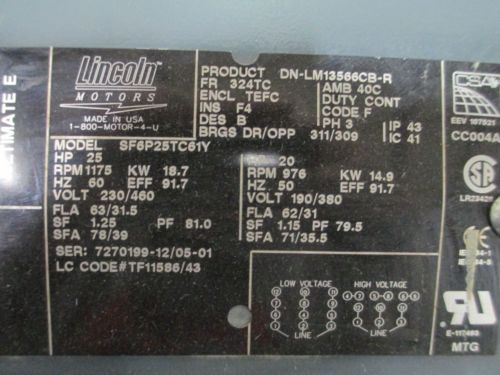 ULTIMATE E
Lincoln
MOTORS
MADE IN USA
1-800-MOTOR-4-U
PRODUCT DN-LM13566CB-R
FR 324TC AMB 40C
ENCL TEFC DUTY CONT
INS F4 CODE F
DES B PH 3 IP 43
BRGS DR/OPP 311/309 IC 41
MODEL SF6P25TC61Y
HP 25 20
RPM 1175 KW 18.7 RPM 976 KW 14.9
HZ 60 EFF 91.7 HZ 50 EFF 91.7
VOLT 230/460 VOLT 190/380
FLA 63/31.5 FLA 62/31
SF 1.25 PF 81.0 SF 1.15 PF 79.5
SFA 78/39 SFA 71/35.5
SER: 7270199-12/05-01
LC CODE#TF11586/43
LOW VOLTAGE HIGH VOLTAGE
LINE LINE
EEV 167521
CC004A
SA
CE
E-117493
MTG